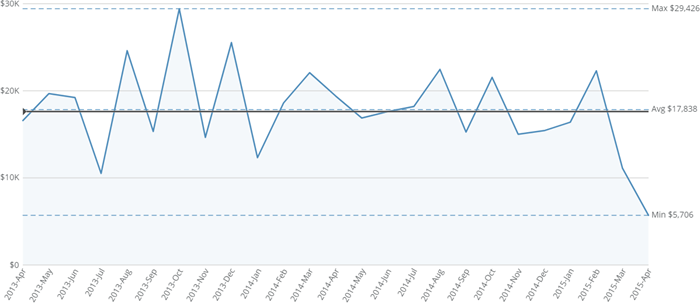 $30K
Max $29,426
$20K
Avg $17,838
$10K
Min $5,706
$0
2013-Apr
2013-May
2013-Jun
2013-Jul
2013-Aug
2013-Sep
2013-Oct
2013-Nov
2013-Dec
2014-Jan
2014-Feb
2014-Mar
2014-Apr
2014-May
2014-Jun
2014-Jul
2014-Aug
2014-Sep
2014-Oct
2014-Nov
2014-Dec
2015-Jan
2015-Feb
2015-Mar
2015-Apr